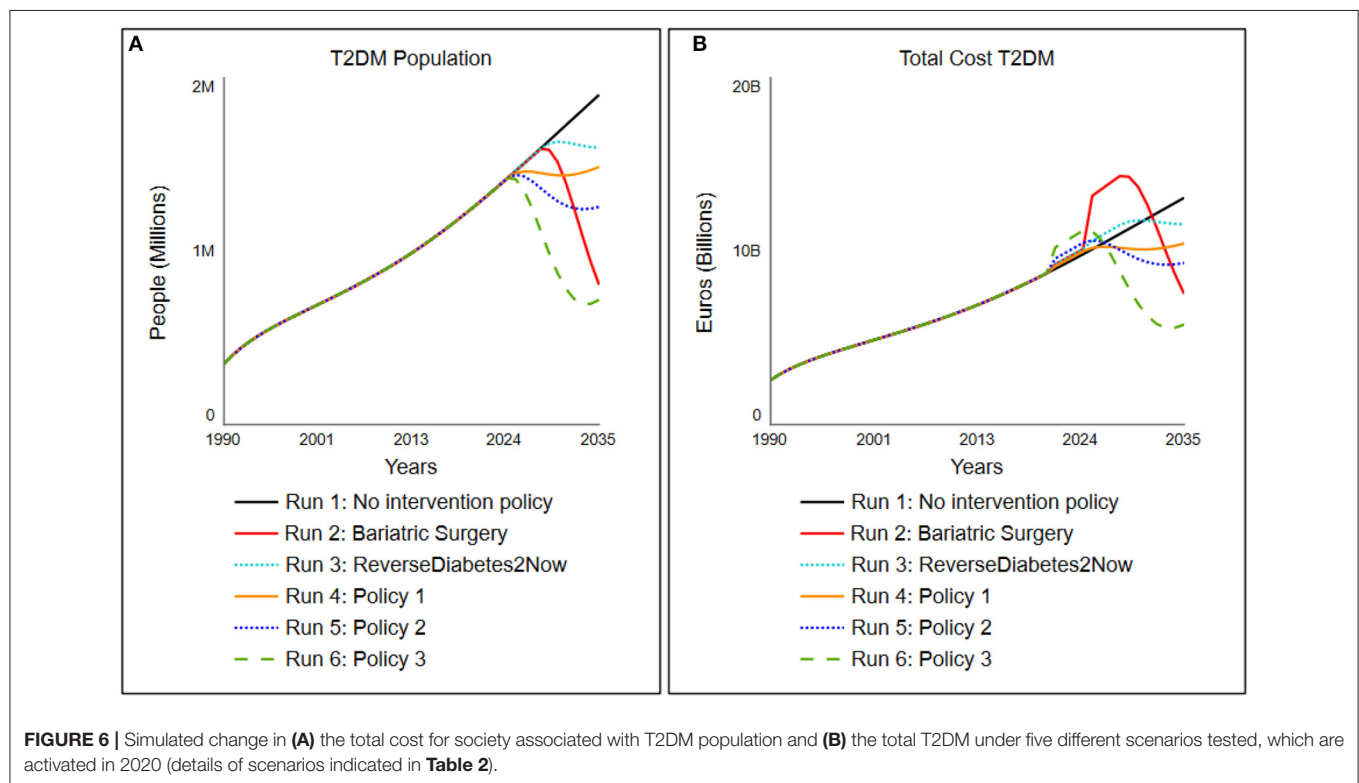 A
T2DM Population
2M
1M
0
People (Millions)
1990 2001 2013 2024 2035
Years
Run 1: No intervention policy
Run 2: Bariatric Surgery
Run 3: ReverseDiabetes2Now
Run 4: Policy 1
Run 5: Policy 2
Run 6: Policy 3
B
Total Cost T2DM
20B
10B
0
Euros (Billions)
1990 2001 2013 2024 2035
Years
Run 1: No intervention policy
Run 2: Bariatric Surgery
Run 3: ReverseDiabetes2Now
Run 4: Policy 1
Run 5: Policy 2
Run 6: Policy 3
FIGURE 6 | Simulated change in (A) the total cost for society associated with T2DM population and (B) the total T2DM under five different scenarios tested, which are
activated in 2020 (details of scenarios indicated in Table 2).